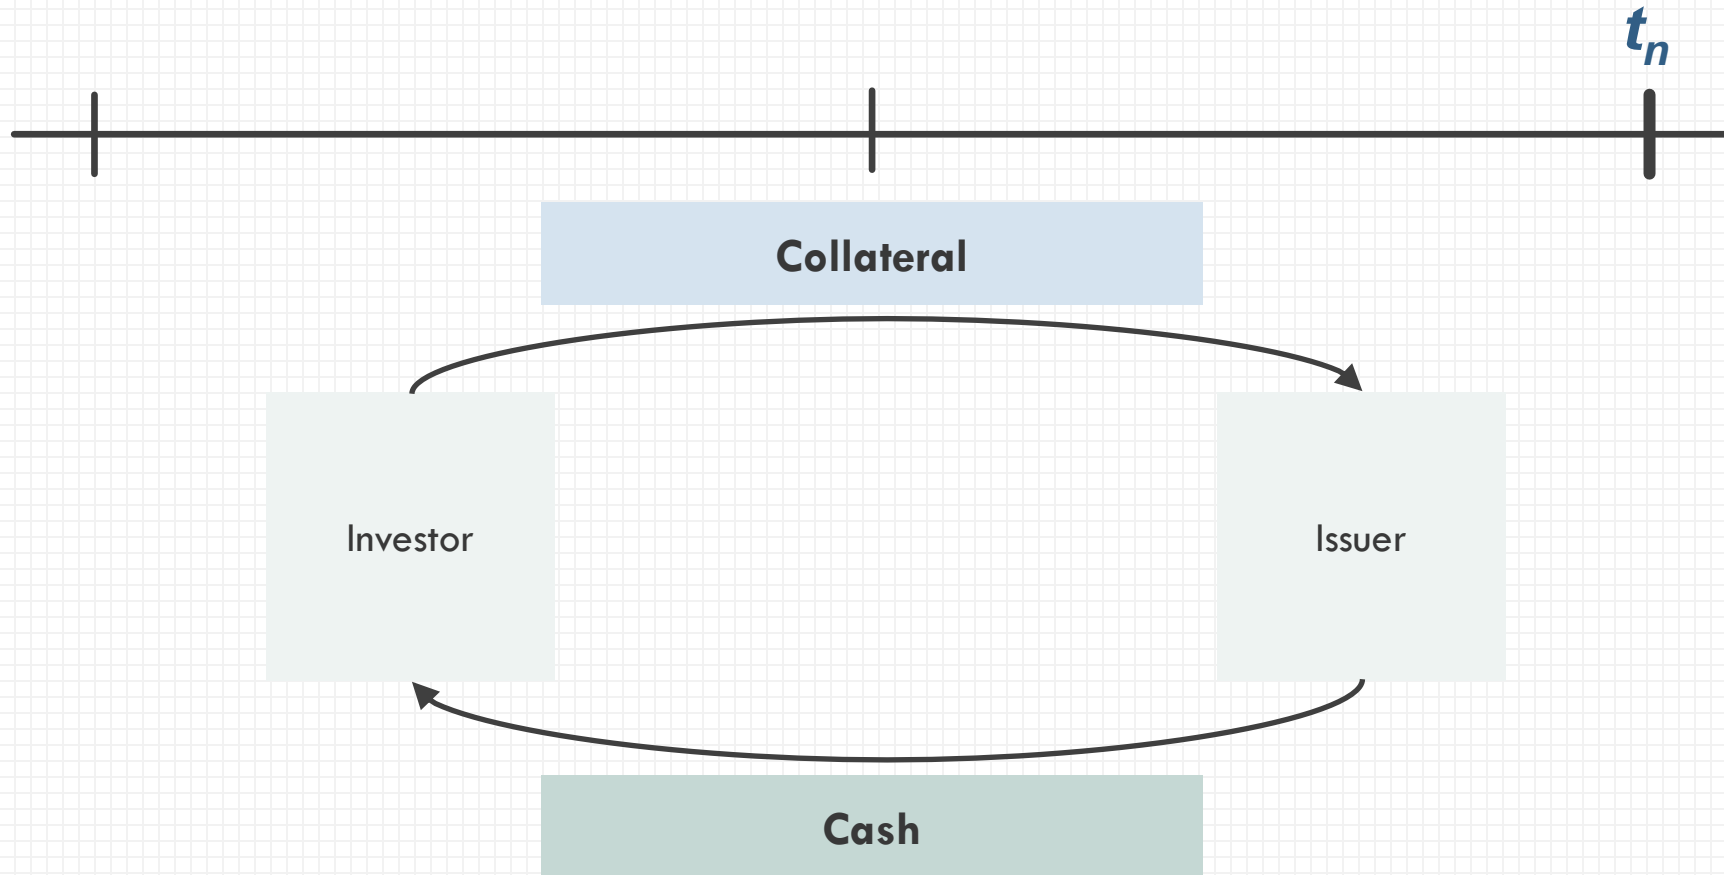 tn
Collateral
Investor
Issuer
Cash